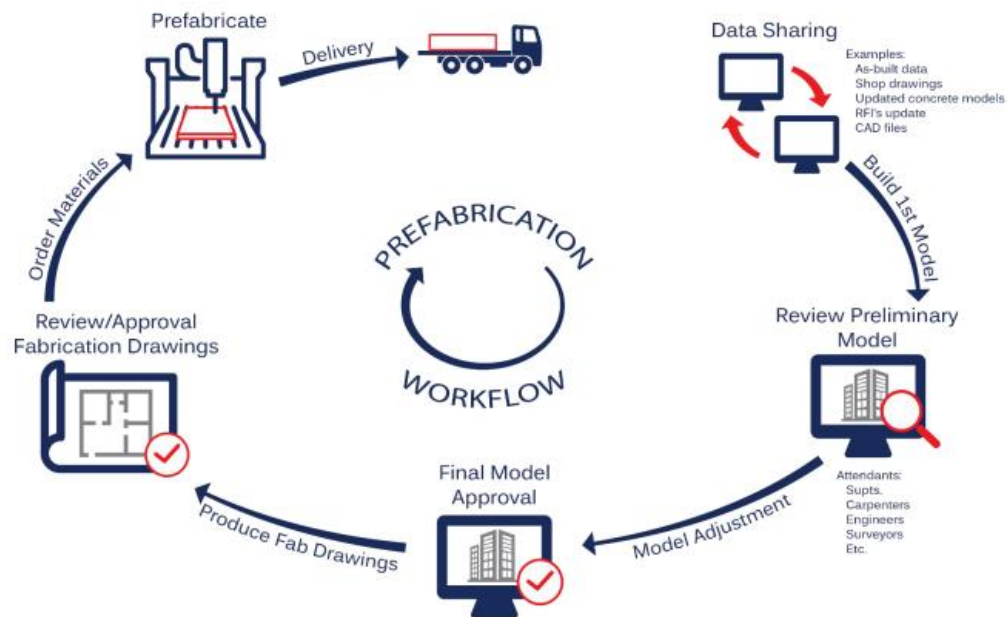 Prefabricate
Delivery
Data Sharing
Examples:
As-built data
Shop drawings
Updated concrete models
RFI's update
CAD files
Build 1st Model
Review Preliminary
Model
Attendants:
Supts.
Carpenters
Engineers
Surveyors
Etc.
Model Adjustment
Final Model
Approval
Produce Fab Drawings
Review/Approval
Fabrication Drawings
Order Materials
PREFABRICATION
WORKFLOW